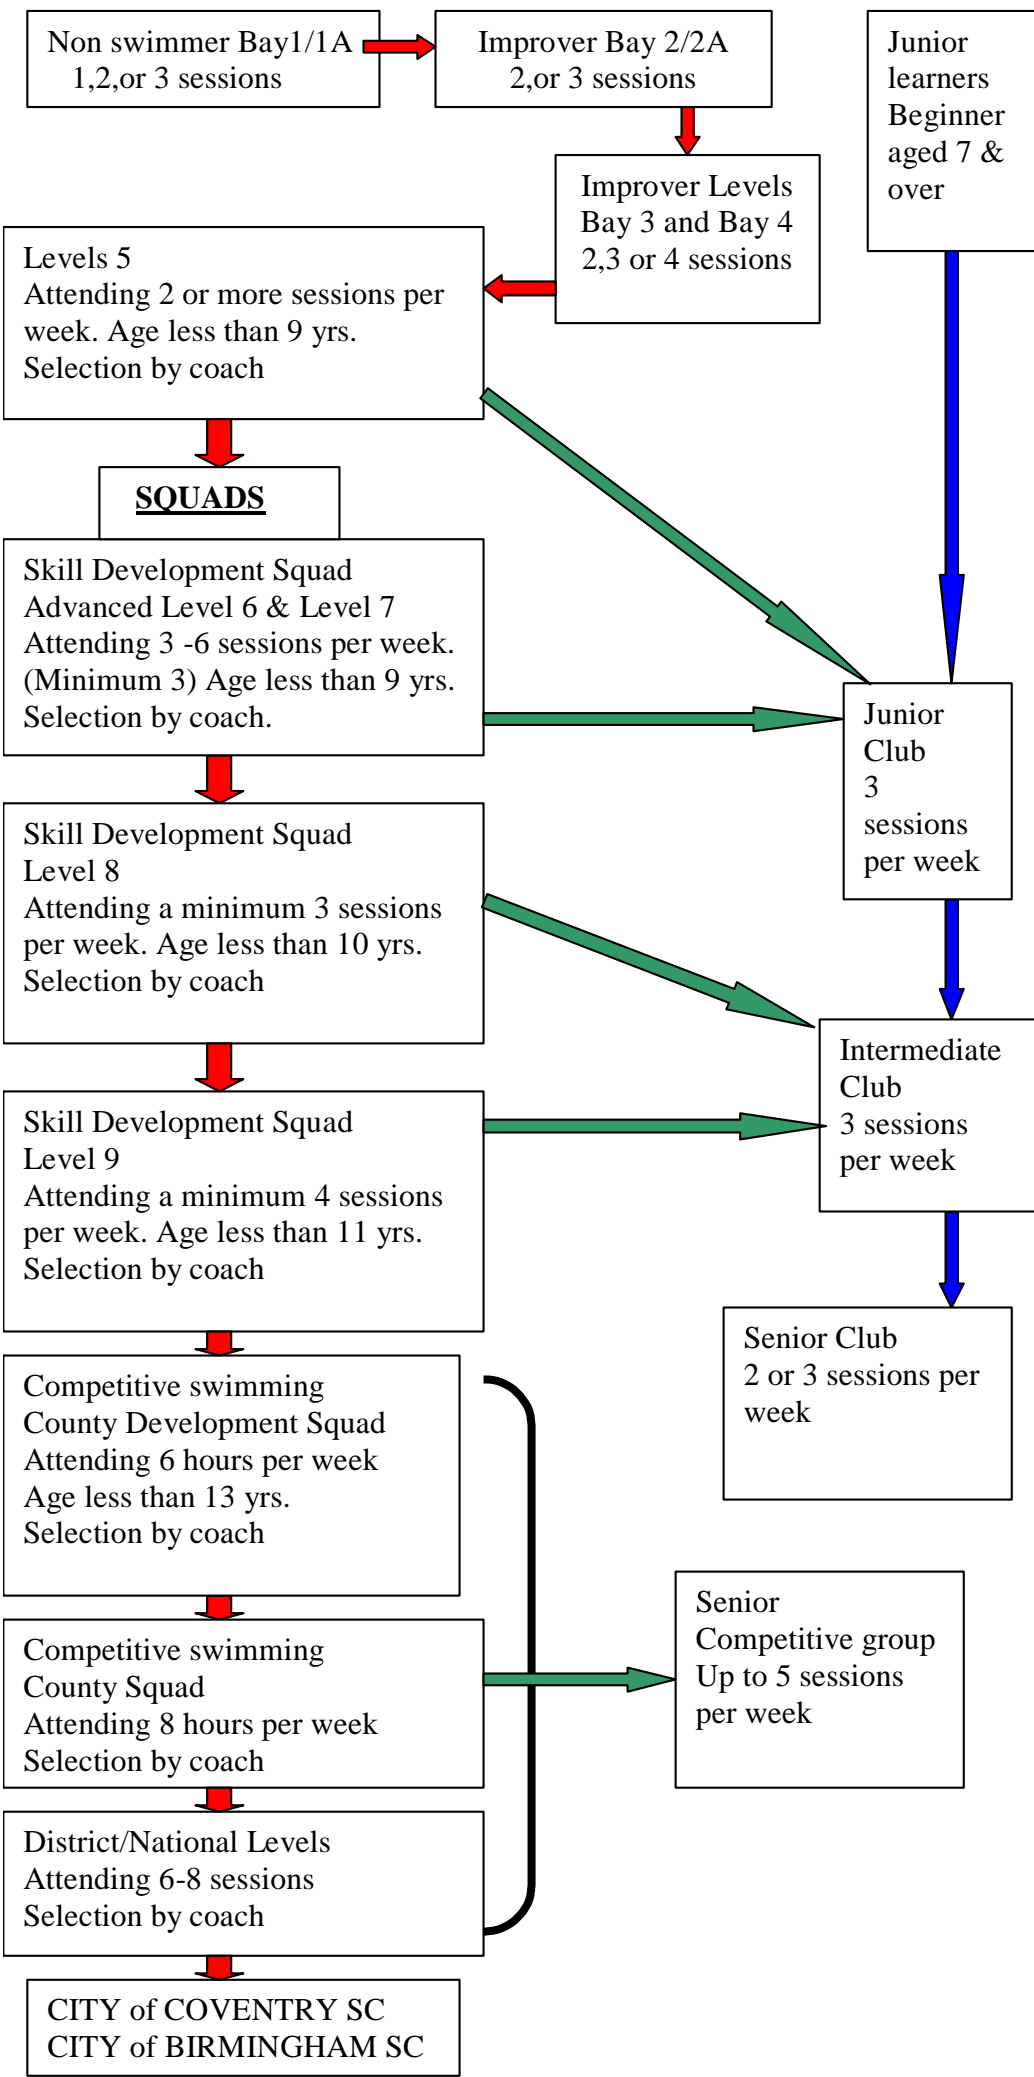 Non swimmer Bay1/1A
1,2,or 3 sessions
Improver Bay 2/2A
2,or 3 sessions
Junior
learners
Beginner
aged 7 &
over
Improver Levels
Bay 3 and Bay 4
2,3 or 4 sessions
Levels 5
Attending 2 or more sessions per
week. Age less than 9 yrs.
Selection by coach
SQUADS
Skill Development Squad
Advanced Level 6 & Level 7
Attending 3 -6 sessions per week.
(Minimum 3) Age less than 9 yrs.
Selection by coach.
Junior
Club
3
sessions
per week
Skill Development Squad
Level 8
Attending a minimum 3 sessions
per week. Age less than 10 yrs.
Selection by coach
Intermediate
Club
3 sessions
per week
Skill Development Squad
Level 9
Attending a minimum 4 sessions
per week. Age less than 11 yrs.
Selection by coach
Senior Club
2 or 3 sessions per
week
Competitive swimming
County Development Squad
Attending 6 hours per week
Age less than 13 yrs.
Selection by coach
Senior
Competitive group
Up to 5 sessions
per week
Competitive swimming
County Squad
Attending 8 hours per week
Selection by coach
District/National Levels
Attending 6-8 sessions
Selection by coach
CITY of COVENTRY SC
CITY of BIRMINGHAM SC